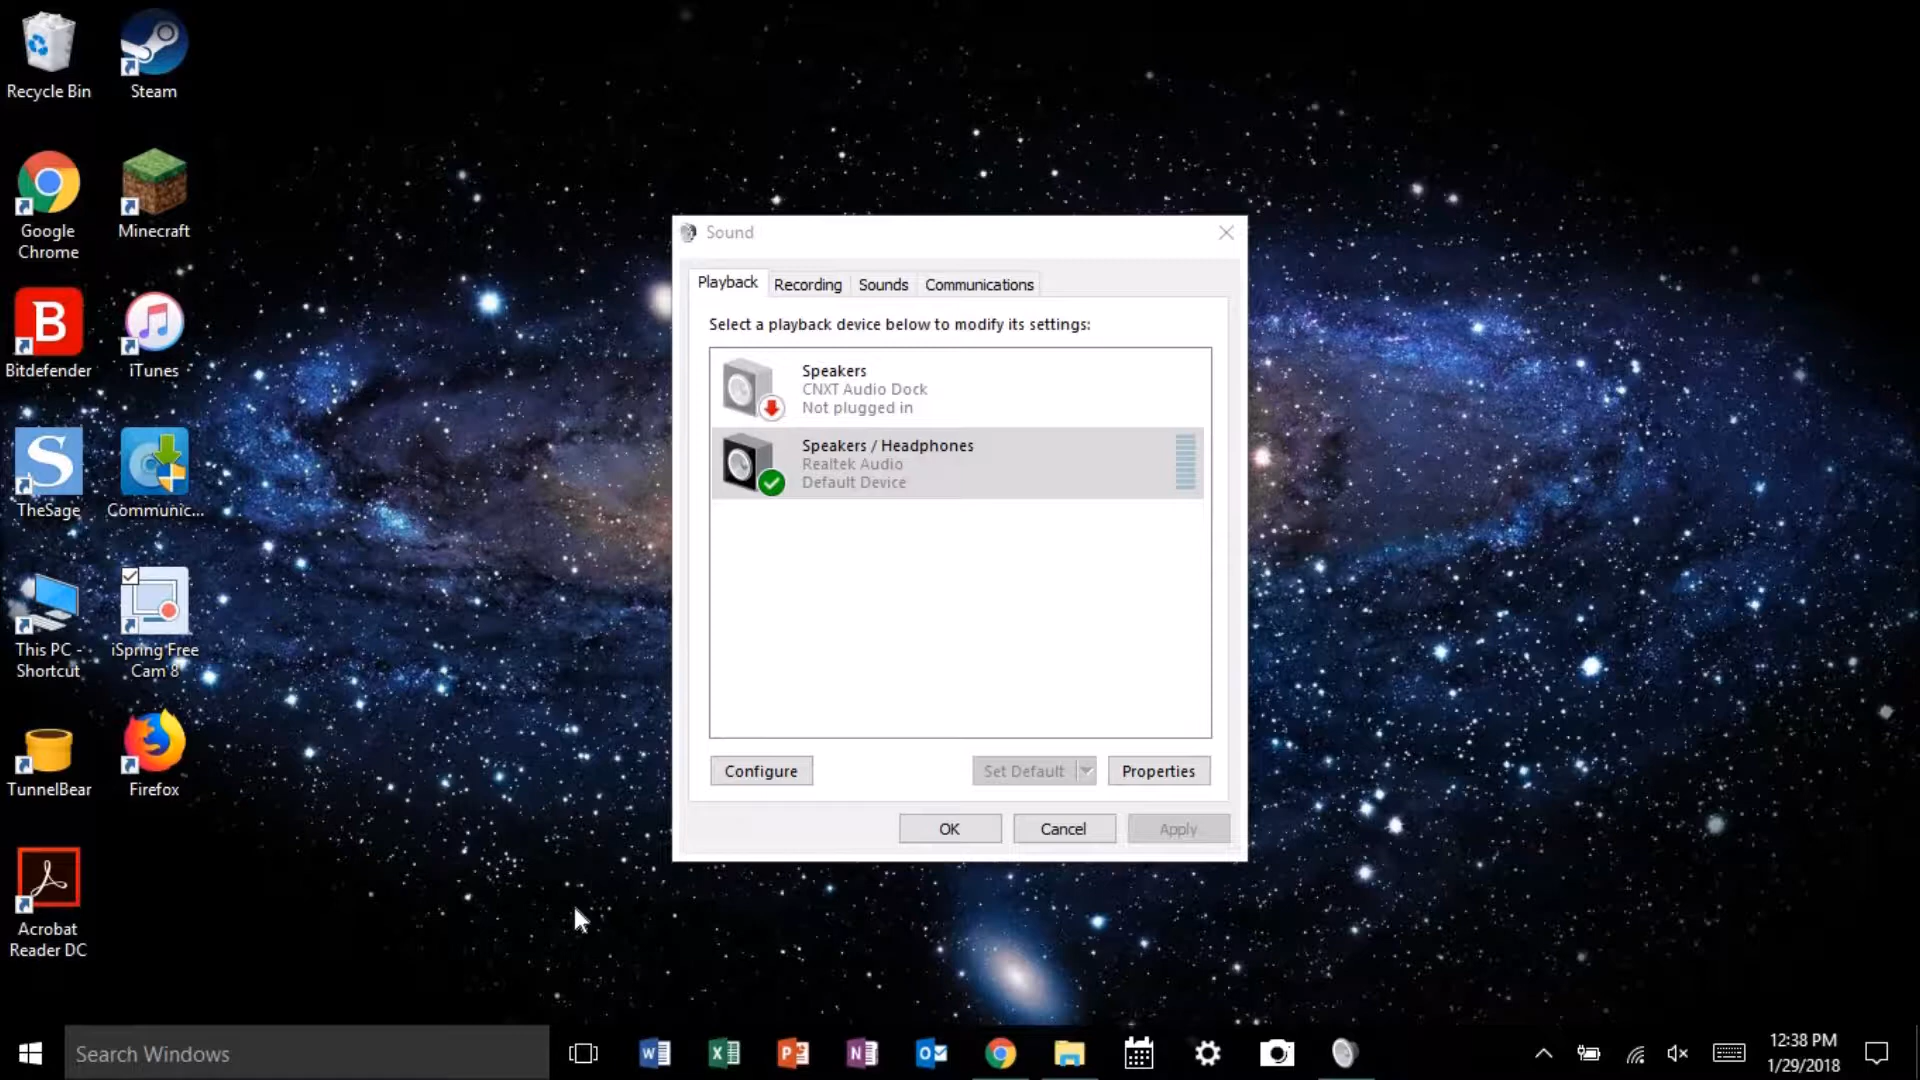 Recycle Bin
Steam
Google
Chrome
Minecraft
Bitdefender
iTunes
TheSage
Communic...
This PC -
Shortcut
iSpring Free
Cam 8
TunnelBear
Firefox
Acrobat
Reader DC
Sound
Playback
Recording
Sounds
Communications
Select a playback device below to modify its settings:
Speakers
CNXT Audio Dock
Not plugged in
Speakers / Headphones
Realtek Audio
Default Device
Configure
Set Default
Properties
OK
Cancel
Apply
Search Windows
12:38 PM
1/29/2018